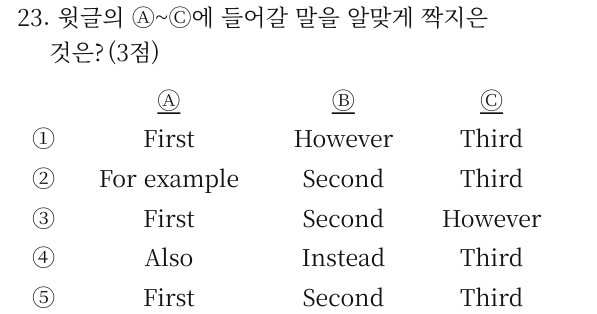 23. 윗글의 Ⓐ~Ⓒ에 들어갈 말을 알맞게 짝지은
것은? (3점)
Ⓐ Ⓑ Ⓒ
① First However Third
② For example Second Third
③ First Second However
④ Also Instead Third
⑤ First Second Third